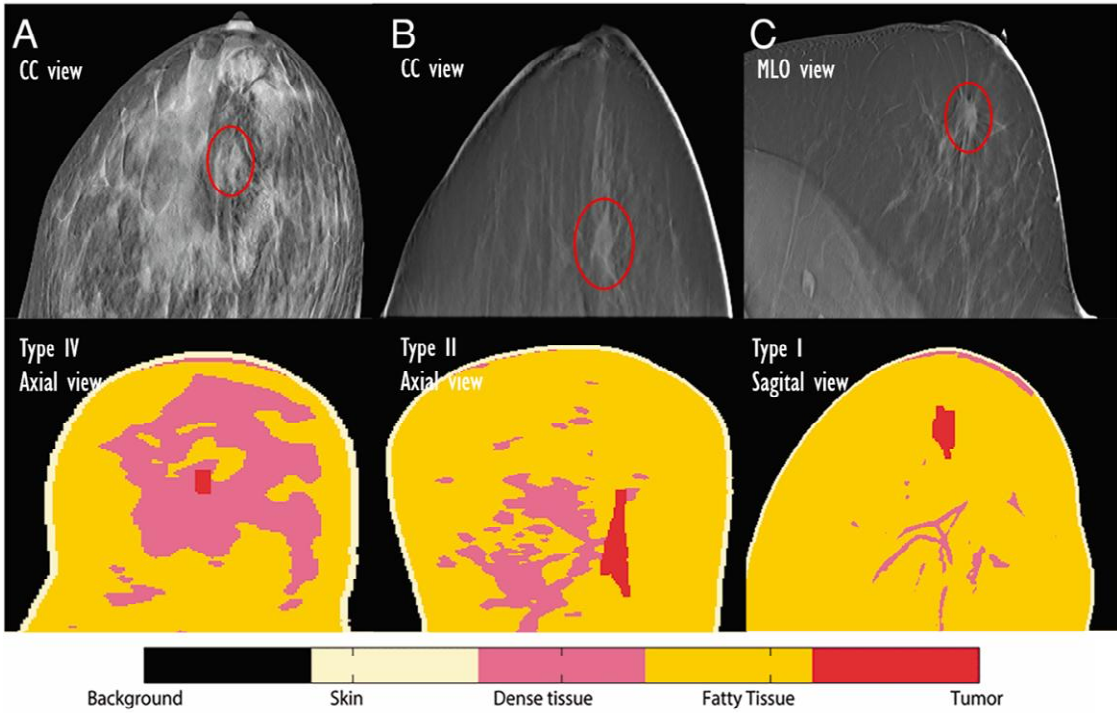 A
CC view
B
CC view
C
MLO view
Type IV
Axial view
Type II
Axial view
Type I
Sagital view
Background
Skin
Dense tissue
Fatty Tissue
Tumor